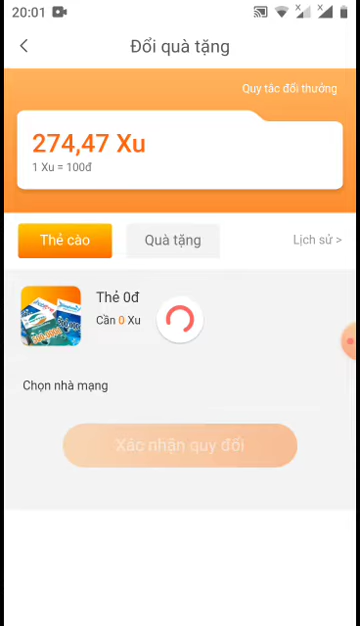 20:01
Đổi quà tặng
Quy tắc đổi thưởng
274,47 Xu
1 Xu = 100đ
Thẻ cào
Quà tặng
Lịch sử >
Thẻ 0đ
Cần 0 Xu
Chọn nhà mạng
Xác nhận quy đổi